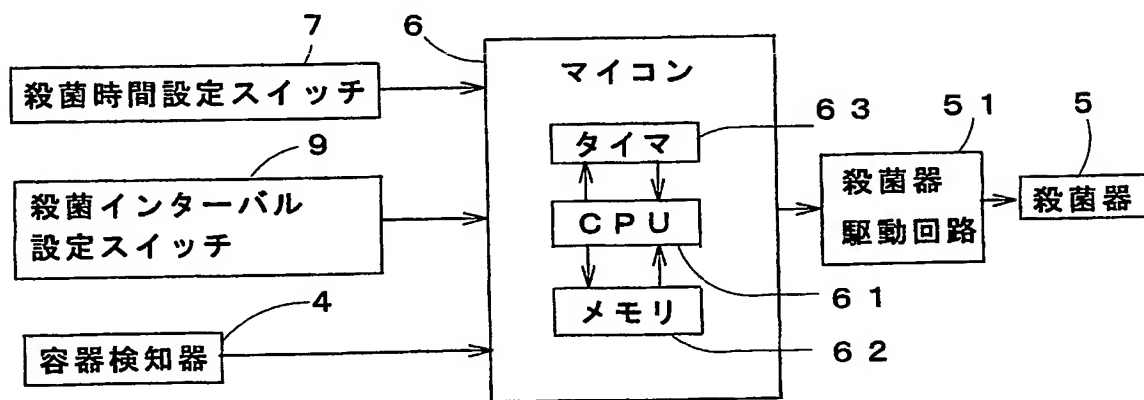 7
殺菌時間設定スイッチ
9
殺菌インターバル
設定スイッチ
4
容器検知器
6
マイコン
タイマ
63
CPU
61
メモリ
62
51
殺菌器
駆動回路
5
殺菌器